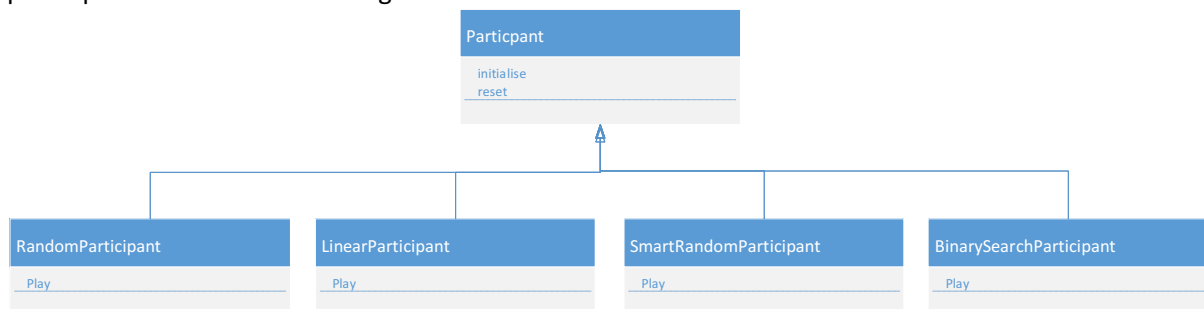 Particpant
initialise
reset
RandomParticipant
LinearParticipant
SmartRandomParticipant
BinarySearchParticipant
Play
Play
Play
Play